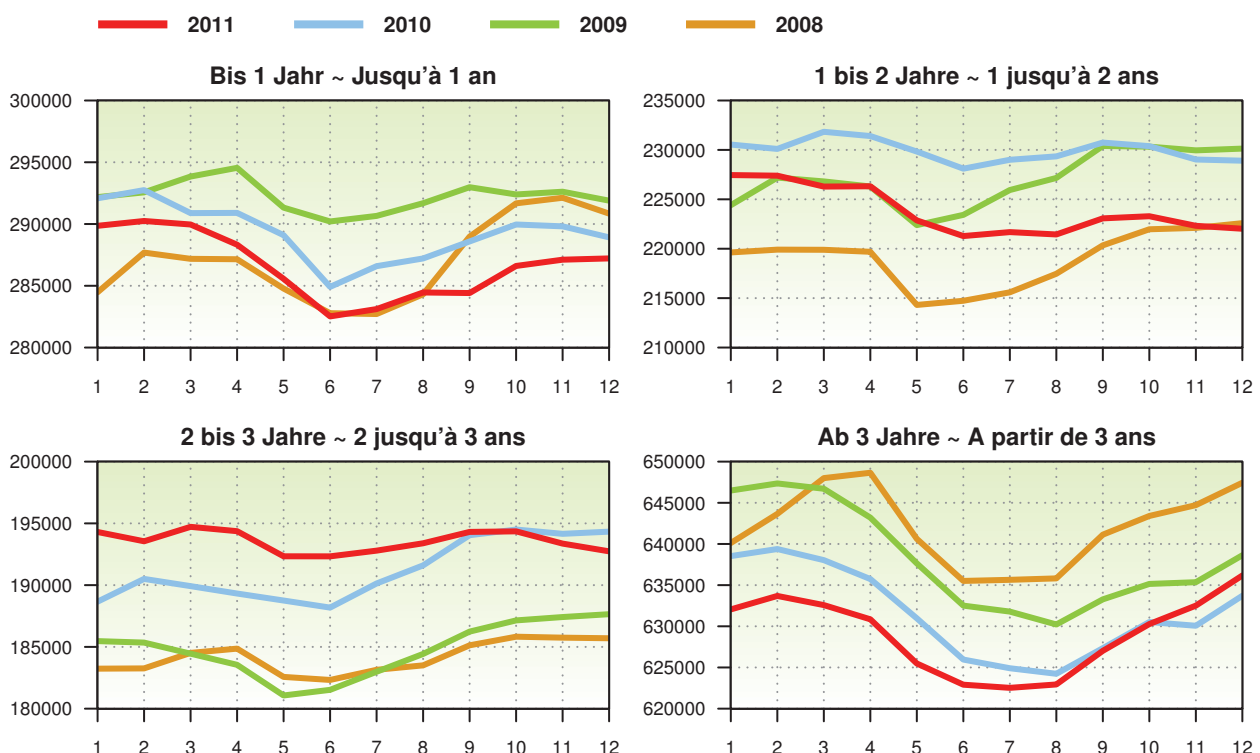 2011 2010 2009 2008
Bis 1 Jahr ~ Jusqu'à 1 an
300000
295000
290000
285000
280000
1 2 3 4 5 6 7 8 9 10 11 12
1 bis 2 Jahre ~ 1 jusqu'à 2 ans
235000
230000
225000
220000
215000
210000
1 2 3 4 5 6 7 8 9 10 11 12
2 bis 3 Jahre ~ 2 jusqu'à 3 ans
200000
195000
190000
185000
180000
1 2 3 4 5 6 7 8 9 10 11 12
Ab 3 Jahre ~ A partir de 3 ans
650000
645000
640000
635000
630000
625000
620000
1 2 3 4 5 6 7 8 9 10 11 12